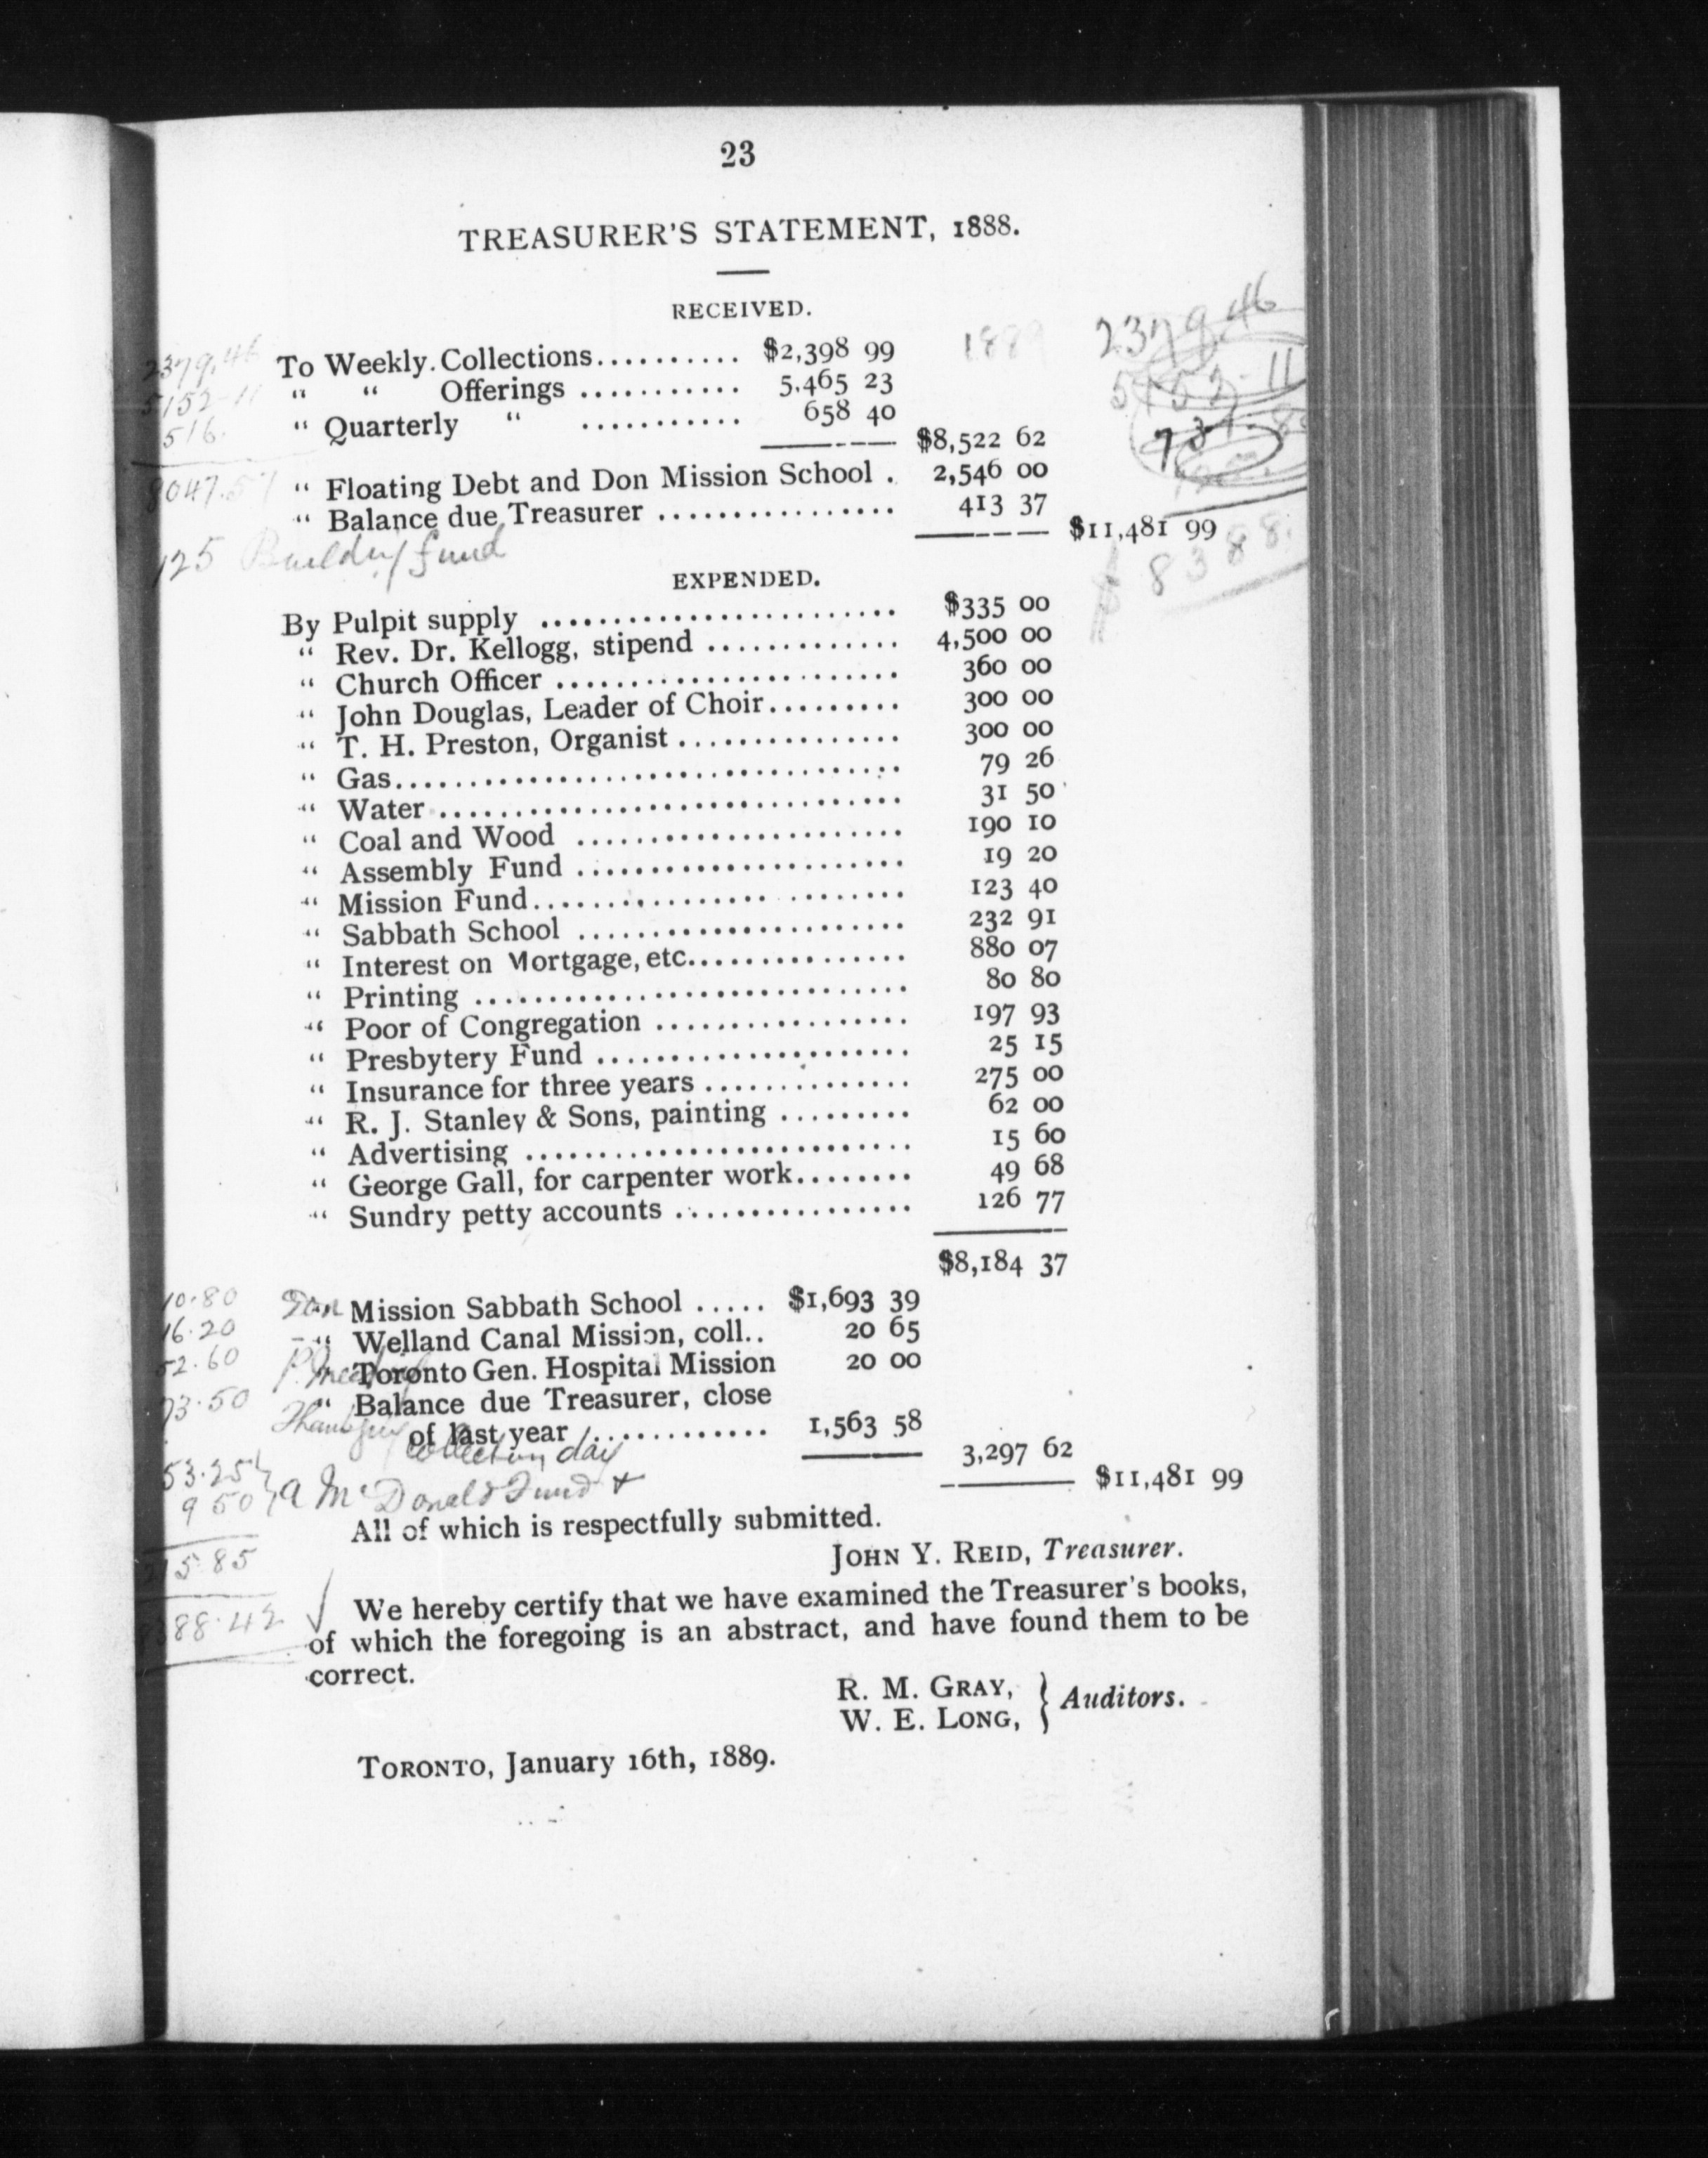 23
TREASURER'S STATEMENT, 1888.
RECEIVED.
To Weekly Collections.......... $2,398 99
" " Offerings ........... 5,465 23
" Quarterly " ........... 658 40
$8,522 62
" Floating Debt and Don Mission School . 2,546 00
" Balance due Treasurer ................ 413 37
$11,481 99
2379.46
5152-11
516.
8047.57
125 Building fund
1889
2379.46
5152-11
8388.
EXPENDED.
By Pulpit supply ........................ $335 00
" Rev. Dr. Kellogg, stipend ............. 4,500 00
" Church Officer ........................ 360 00
" John Douglas, Leader of Choir......... 300 00
" T. H. Preston, Organist ............... 300 00
" Gas.................................. 79 26
" Water ................................ 31 50
" Coal and Wood ....................... 190 10
" Assembly Fund ...................... 19 20
" Mission Fund......................... 123 40
" Sabbath School ....................... 232 91
" Interest on Mortgage, etc............... 880 07
" Printing .............................. 80 80
" Poor of Congregation ................. 197 93
" Presbytery Fund ...................... 25 15
" Insurance for three years .............. 275 00
" R. J. Stanley & Sons, painting ......... 62 00
" Advertising .......................... 15 60
" George Gall, for carpenter work........ 49 68
" Sundry petty accounts ................ 126 77
$8,184 37
10.80 Don Mission Sabbath School ..... $1,693 39
16.20 " Welland Canal Mission, coll.. 20 65
52.60 " Toronto Gen. Hospital Mission 20 00
73.50 " Balance due Treasurer, close
of last year ............ 1,563 58
collection day
3,297 62
$11,481 99
53.25
9 50 a McDonald Fund
All of which is respectfully submitted.
215.85
JOHN Y. REID, Treasurer.
8388.42
We hereby certify that we have examined the Treasurer's books,
of which the foregoing is an abstract, and have found them to be
correct.
R. M. GRAY,
W. E. LONG, } Auditors.
TORONTO, January 16th, 1889.